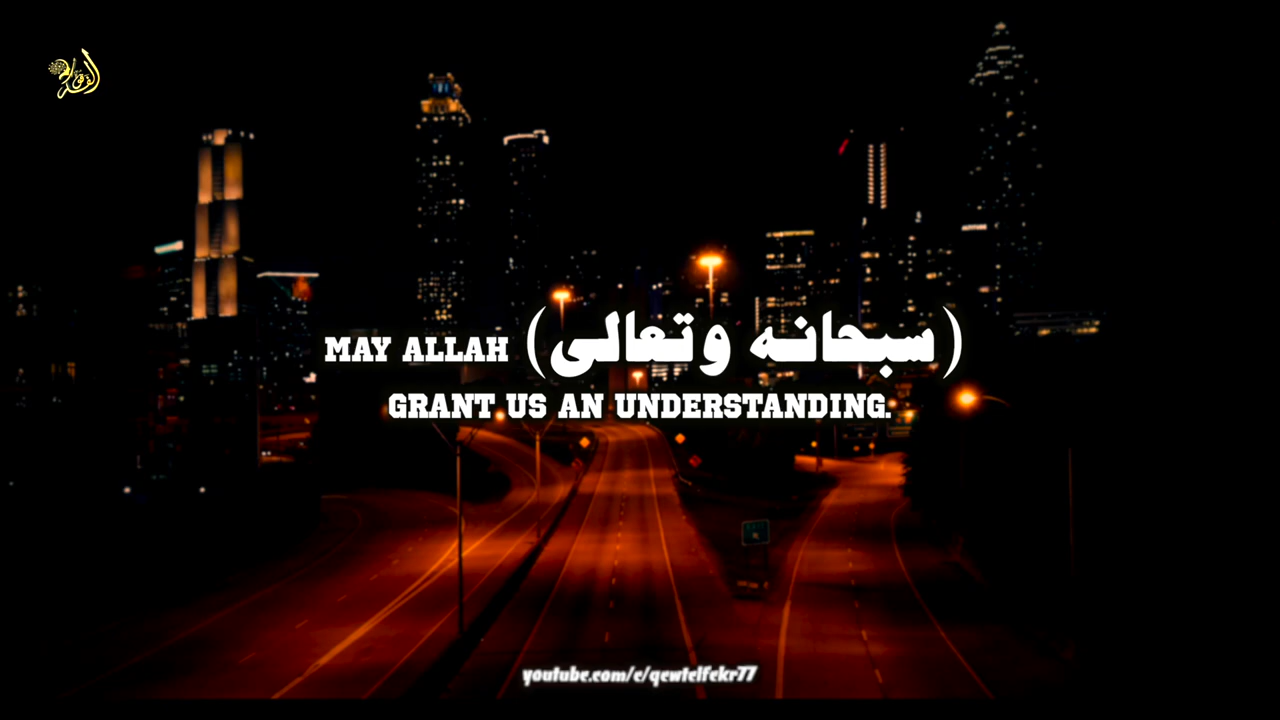 MAY ALLAH (سبحانه وتعالى)
GRANT US AN UNDERSTANDING.
youtube.com/c/qewtelfekr77